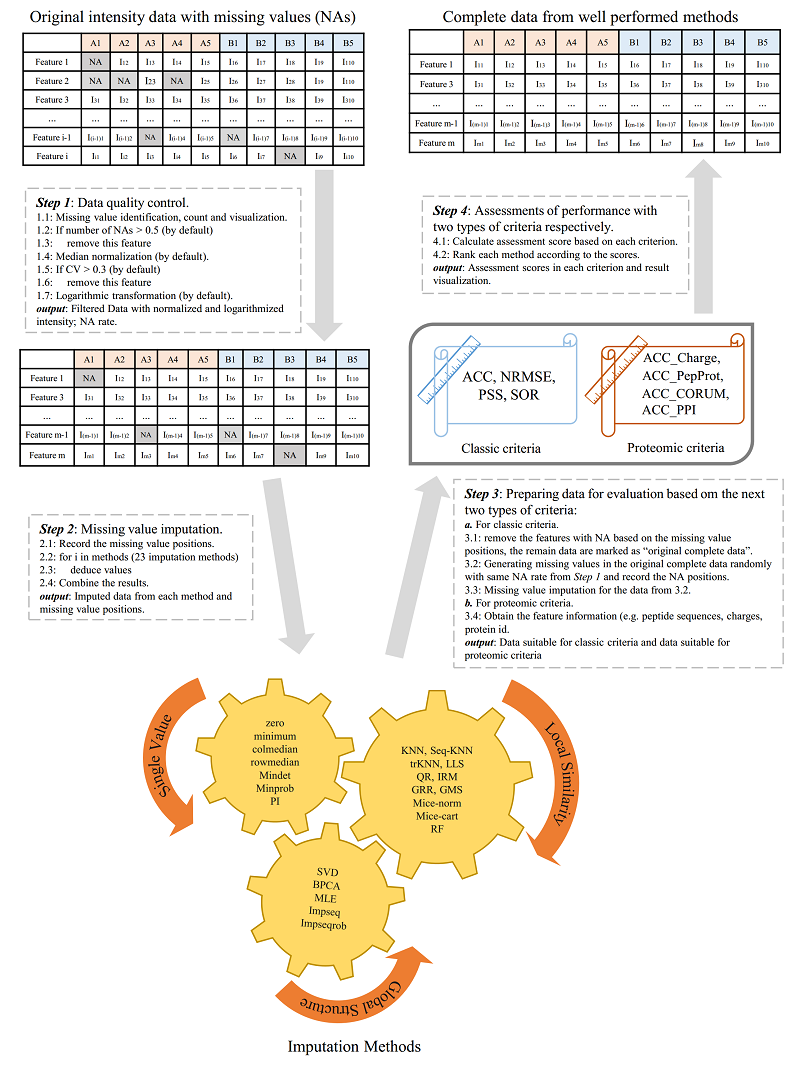 Original intensity data with missing values (NAs)
A1 A2 A3 A4 A5 B1 B2 B3 B4 B5
Feature 1 NA I12 I13 I14 I15 I16 I17 I18 I19 I110
Feature 2 NA NA I23 NA I25 I26 I27 I28 I29 I210
Feature 3 I31 I32 I33 I34 I35 I36 I37 I38 I39 I310
... ... ... ... ... ... ... ... ... ... ...
Feature i-1 I(i-1)1 I(i-1)2 NA I(i-1)4 I(i-1)5 NA I(i-1)7 I(i-1)8 I(i-1)9 I(i-1)10
Feature i Ii1 Ii2 Ii3 Ii4 Ii5 Ii6 Ii7 NA Ii9 Ii10
Step 1: Data quality control.
1.1: Missing value identification, count and visualization.
1.2: If number of NAs > 0.5 (by default)
1.3: remove this feature
1.4: Median normalization (by default).
1.5: If CV > 0.3 (by default)
1.6: remove this feature
1.7: Logarithmic transformation (by default).
output: Filtered Data with normalized and logarithmized
intensity; NA rate.
A1 A2 A3 A4 A5 B1 B2 B3 B4 B5
Feature 1 NA I12 I13 I14 I15 I16 I17 I18 I19 I110
Feature 3 I31 I32 I33 I34 I35 I36 I37 I38 I39 I310
... ... ... ... ... ... ... ... ... ... ...
Feature m-1 I(m-1)1 I(m-1)2 NA I(m-1)4 I(m-1)5 NA I(m-1)7 I(m-1)8 I(m-1)9 I(m-1)10
Feature m Im1 Im2 Im3 Im4 Im5 Im6 Im7 NA Im9 Im10
Step 2: Missing value imputation.
2.1: Record the missing value positions.
2.2: for i in methods (23 imputation methods)
2.3: deduce values
2.4: Combine the results.
output: Imputed data from each method and
missing value positions.
Single Value
zero
minimum
colmedian
rowmedian
Mindet
Minprob
PI
Local Similarity
KNN, Seq-KNN
trKNN, LLS
QR, IRM
GRR, GMS
Mice-norm
Mice-cart
RF
SVD
BPCA
MLE
Impseq
Impseqrob
Global Structure
Imputation Methods
Step 3: Preparing data for evaluation based om the next
two types of criteria:
a. For classic criteria.
3.1: remove the features with NA based on the missing value
positions, the remain data are marked as “original complete data”.
3.2: Generating missing values in the original complete data randomly
with same NA rate from Step 1 and record the NA positions.
3.3: Missing value imputation for the data from 3.2.
b. For proteomic criteria.
3.4: Obtain the feature information (e.g. peptide sequences, charges,
protein id.
output: Data suitable for classic criteria and data suitable for
proteomic criteria
ACC, NRMSE,
PSS, SOR
Classic criteria
ACC_Charge,
ACC_PepProt,
ACC_CORUM,
ACC_PPI
Proteomic criteria
Step 4: Assessments of performance with
two types of criteria respectively.
4.1: Calculate assessment score based on each criterion.
4.2: Rank each method according to the scores.
output: Assessment scores in each criterion and result
visualization.
Complete data from well performed methods
A1 A2 A3 A4 A5 B1 B2 B3 B4 B5
Feature 1 I11 I12 I13 I14 I15 I16 I17 I18 I19 I110
Feature 3 I31 I32 I33 I34 I35 I36 I37 I38 I39 I310
... ... ... ... ... ... ... ... ... ... ...
Feature m-1 I(m-1)1 I(m-1)2 I(m-1)3 I(m-1)4 I(m-1)5 I(m-1)6 I(m-1)7 I(m-1)8 I(m-1)9 I(m-1)10
Feature m Im1 Im2 Im3 Im4 Im5 Im6 Im7 Im8 Im9 Im10